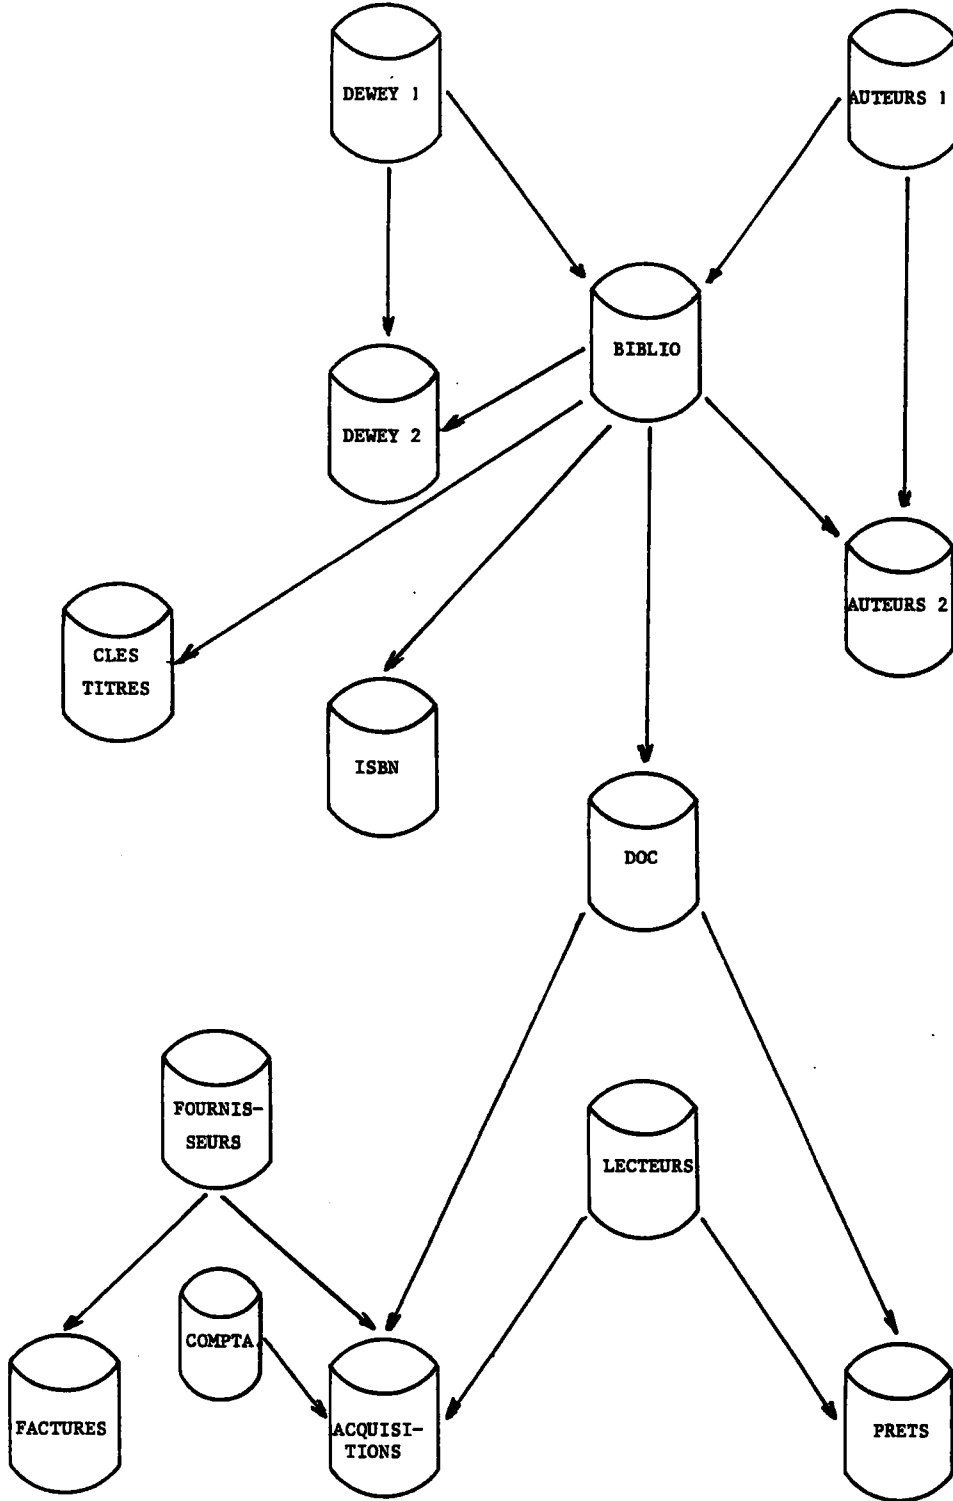 DEWEY 1
AUTEURS 1
BIBLIO
DEWEY 2
AUTEURS 2
CLES
TITRES
ISBN
DOC
FOURNIS-
SEURS
LECTEURS
COMPTA
FACTURES
ACQUISI-
TIONS
PRETS